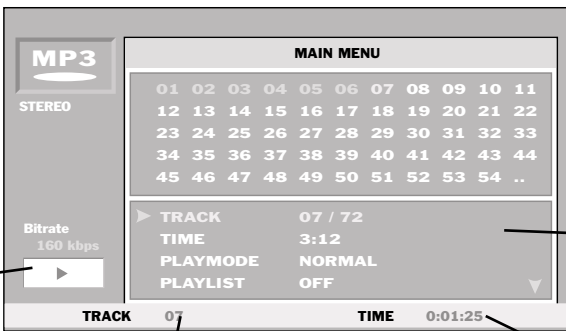 MP3
MAIN MENU
STEREO
01 02 03 04 05 06 07 08 09 10 11
12 13 14 15 16 17 18 19 20 21 22
23 24 25 26 27 28 29 30 31 32 33
34 35 36 37 38 39 40 41 42 43 44
45 46 47 48 49 50 51 52 53 54 ..
TRACK 07 / 72
TIME 3:12
PLAYMODE NORMAL
PLAYLIST OFF
Bitrate
160 kbps
TRACK 07 TIME 0:01:25